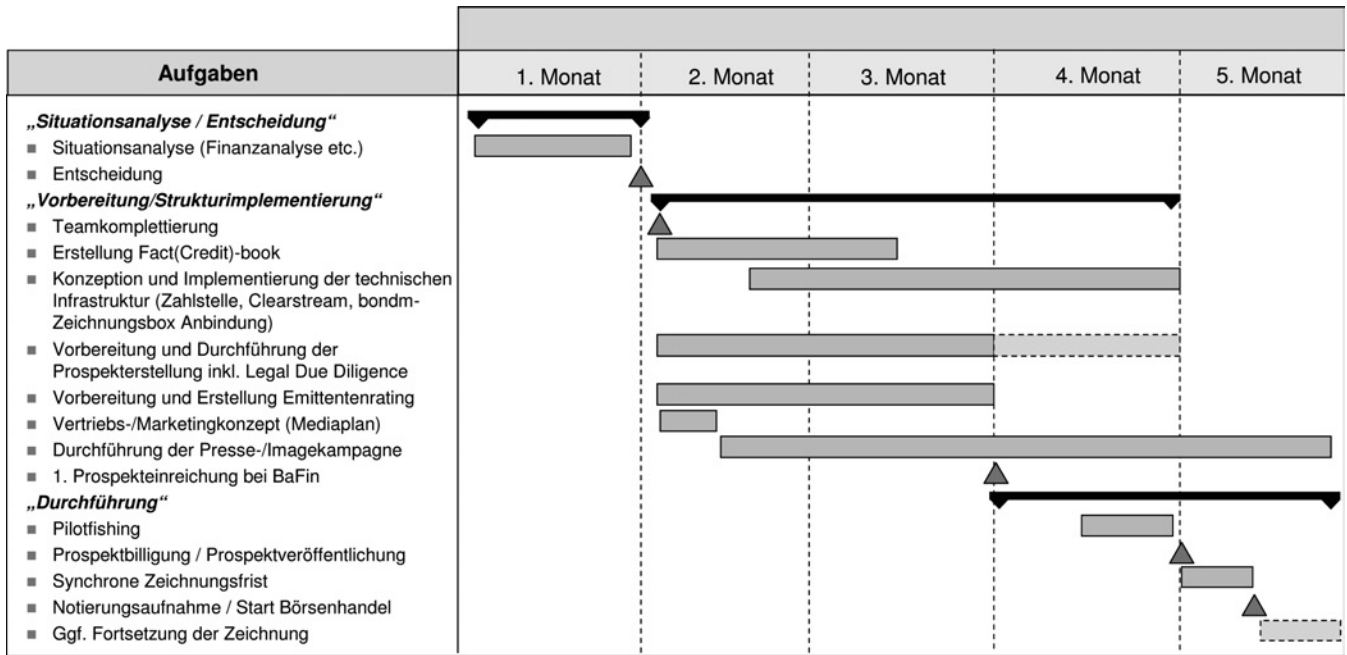 Aufgaben
1. Monat
2. Monat
3. Monat
4. Monat
5. Monat
„Situationsanalyse / Entscheidung“
Situationsanalyse (Finanzanalyse etc.)
Entscheidung
„Vorbereitung/Strukturimplementierung“
Teamkomplettierung
Erstellung Fact(Credit)-book
Konzeption und Implementierung der technischen
Infrastruktur (Zahlstelle, Clearstream, bondm-
Zeichnungsbox Anbindung)
Vorbereitung und Durchführung der
Prospekterstellung inkl. Legal Due Diligence
Vorbereitung und Erstellung Emittentenrating
Vertriebs-/Marketingkonzept (Mediaplan)
Durchführung der Presse-/Imagekampagne
1. Prospekteinreichung bei BaFin
„Durchführung“
Pilotfishing
Prospektbilligung / Prospektveröffentlichung
Synchrone Zeichnungsfrist
Notierungsaufnahme / Start Börsenhandel
Ggf. Fortsetzung der Zeichnung